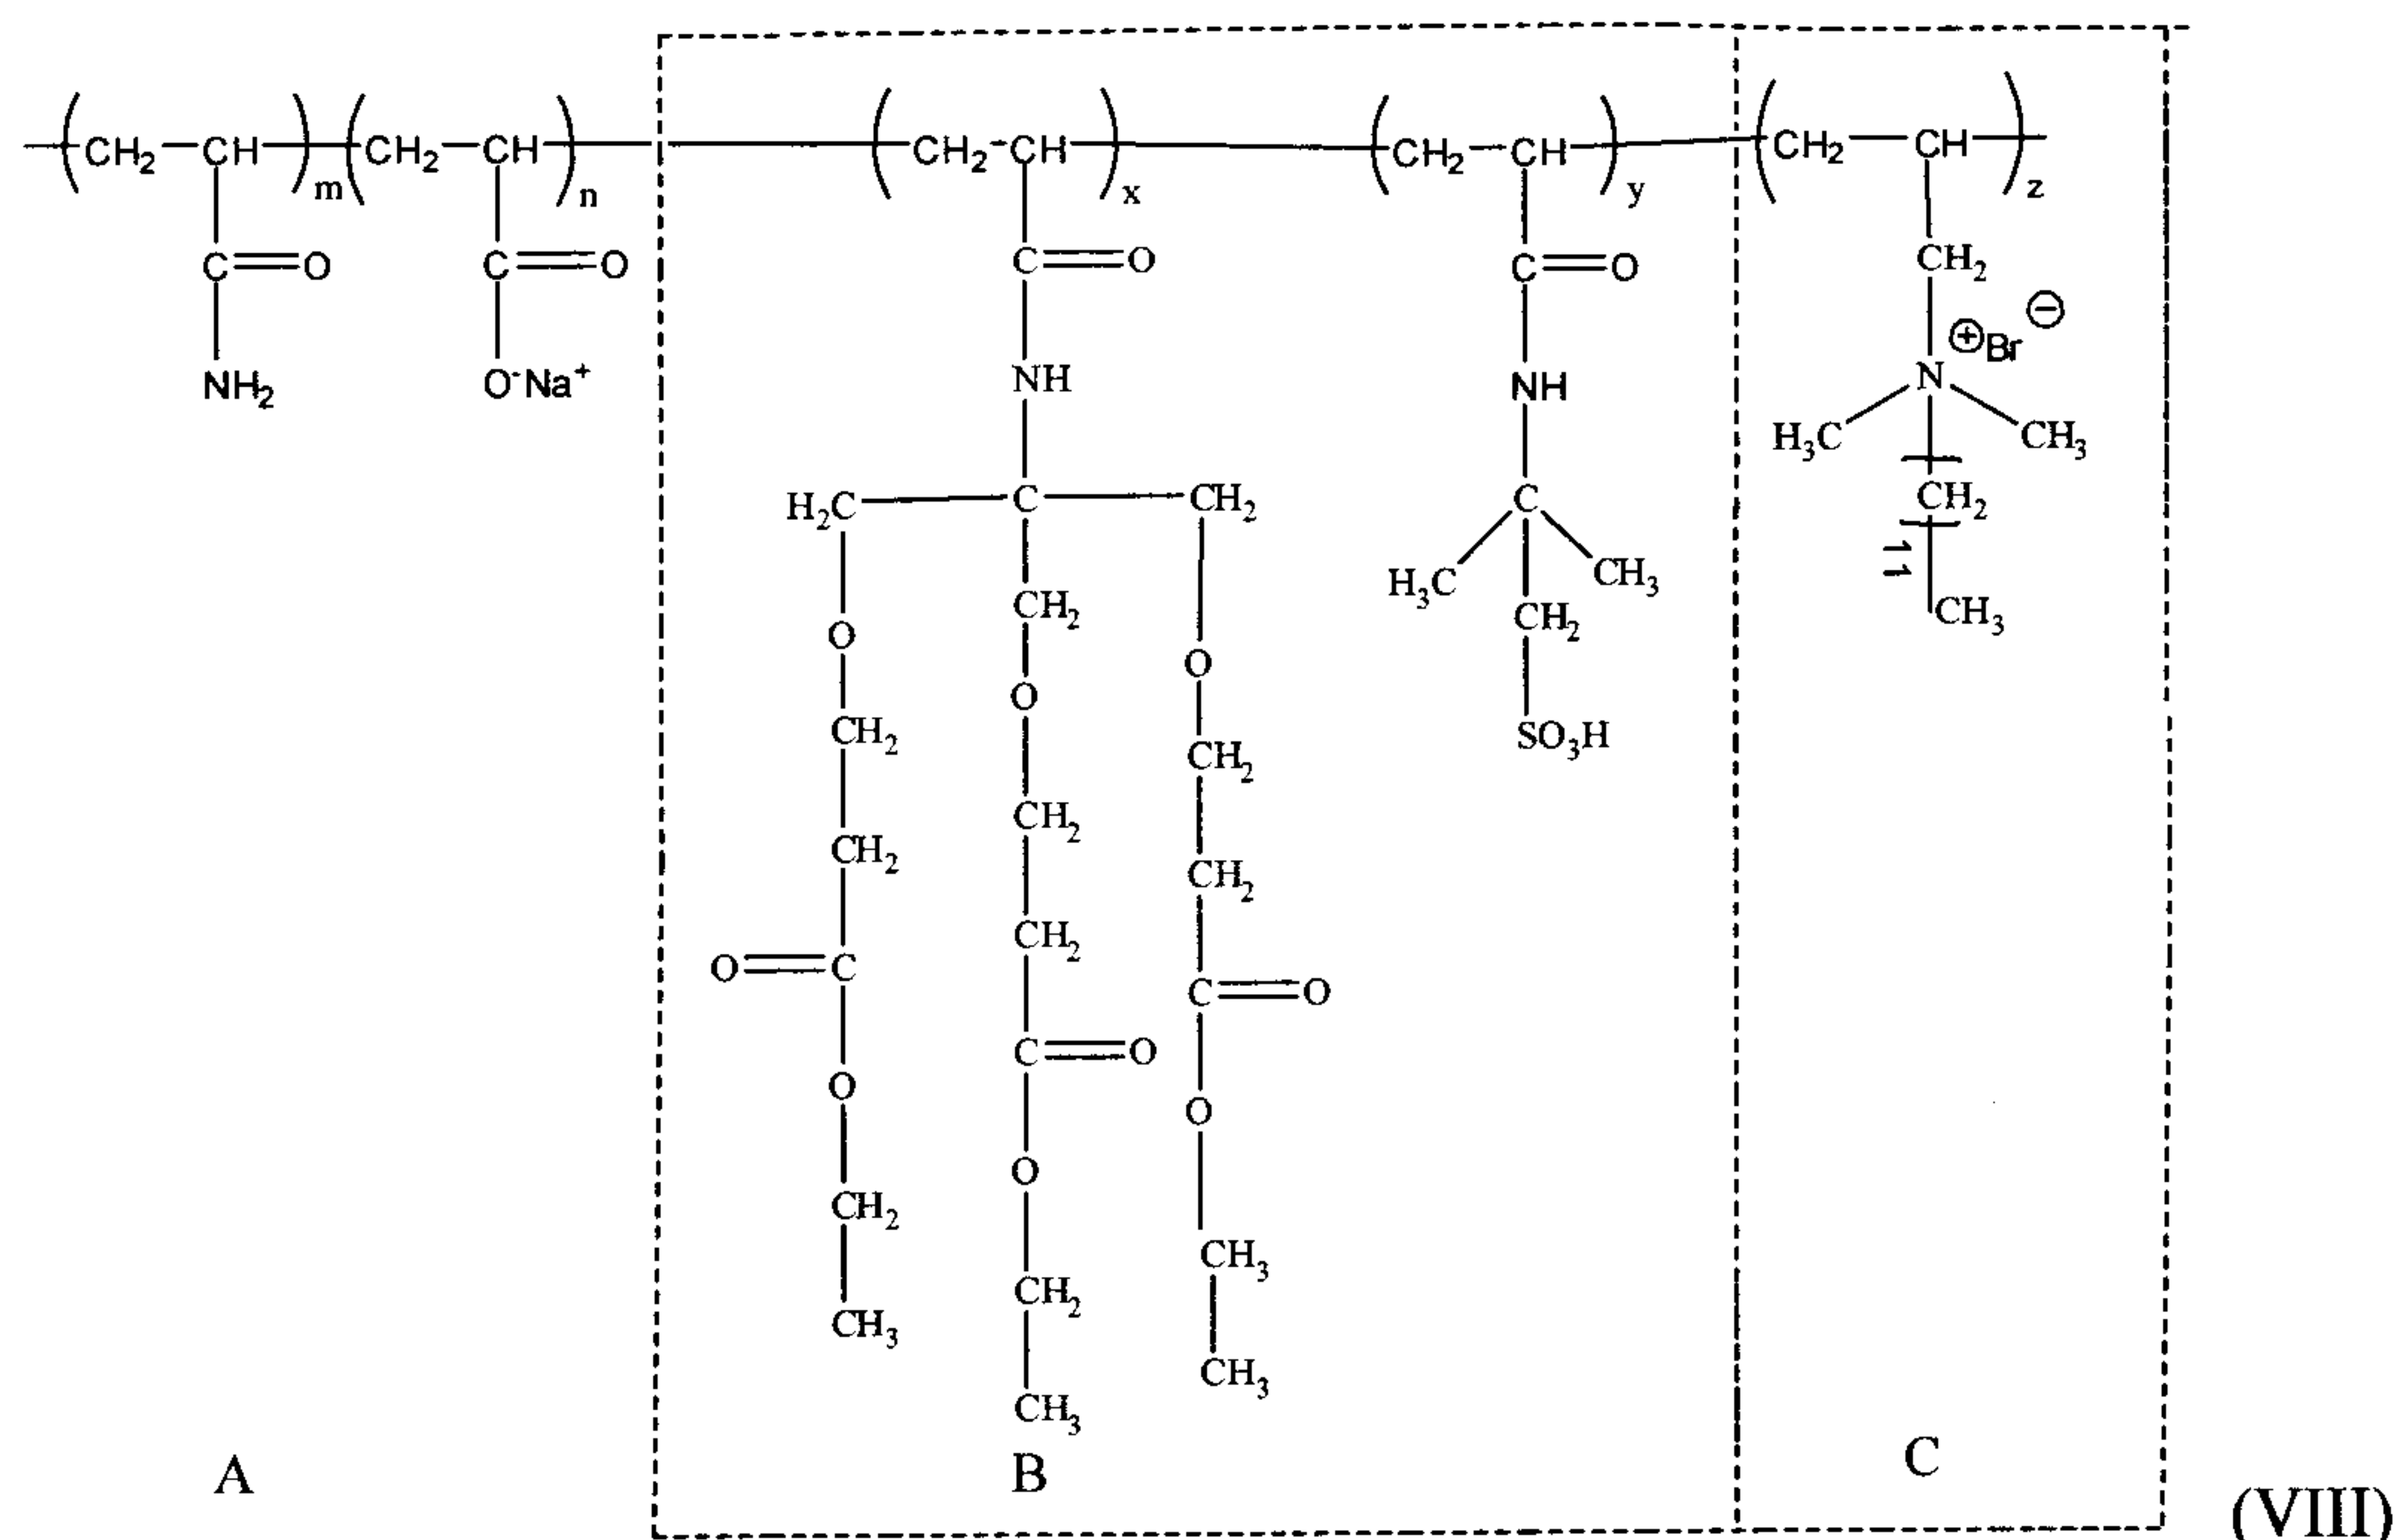 ( CH₂ CH )m ( CH₂ CH )n ( CH₂ CH )x ( CH₂ CH )y ( CH₂ CH )z
C O C O C O C O CH₂
NH₂ O⁻Na⁺ NH NH N ⊕ Br ⊖
H₃C CH₃
H₂C C CH₂ C CH₂
11
H₃C CH₃ CH₃
O CH₂ CH₂
O O SO₃H
CH₂ CH₂ CH₂
CH₂ CH₂ CH₂
O C C O
C O
O O
O
CH₂ CH₃
CH₂
CH₃ CH₃
CH₃
A B C
(VIII)